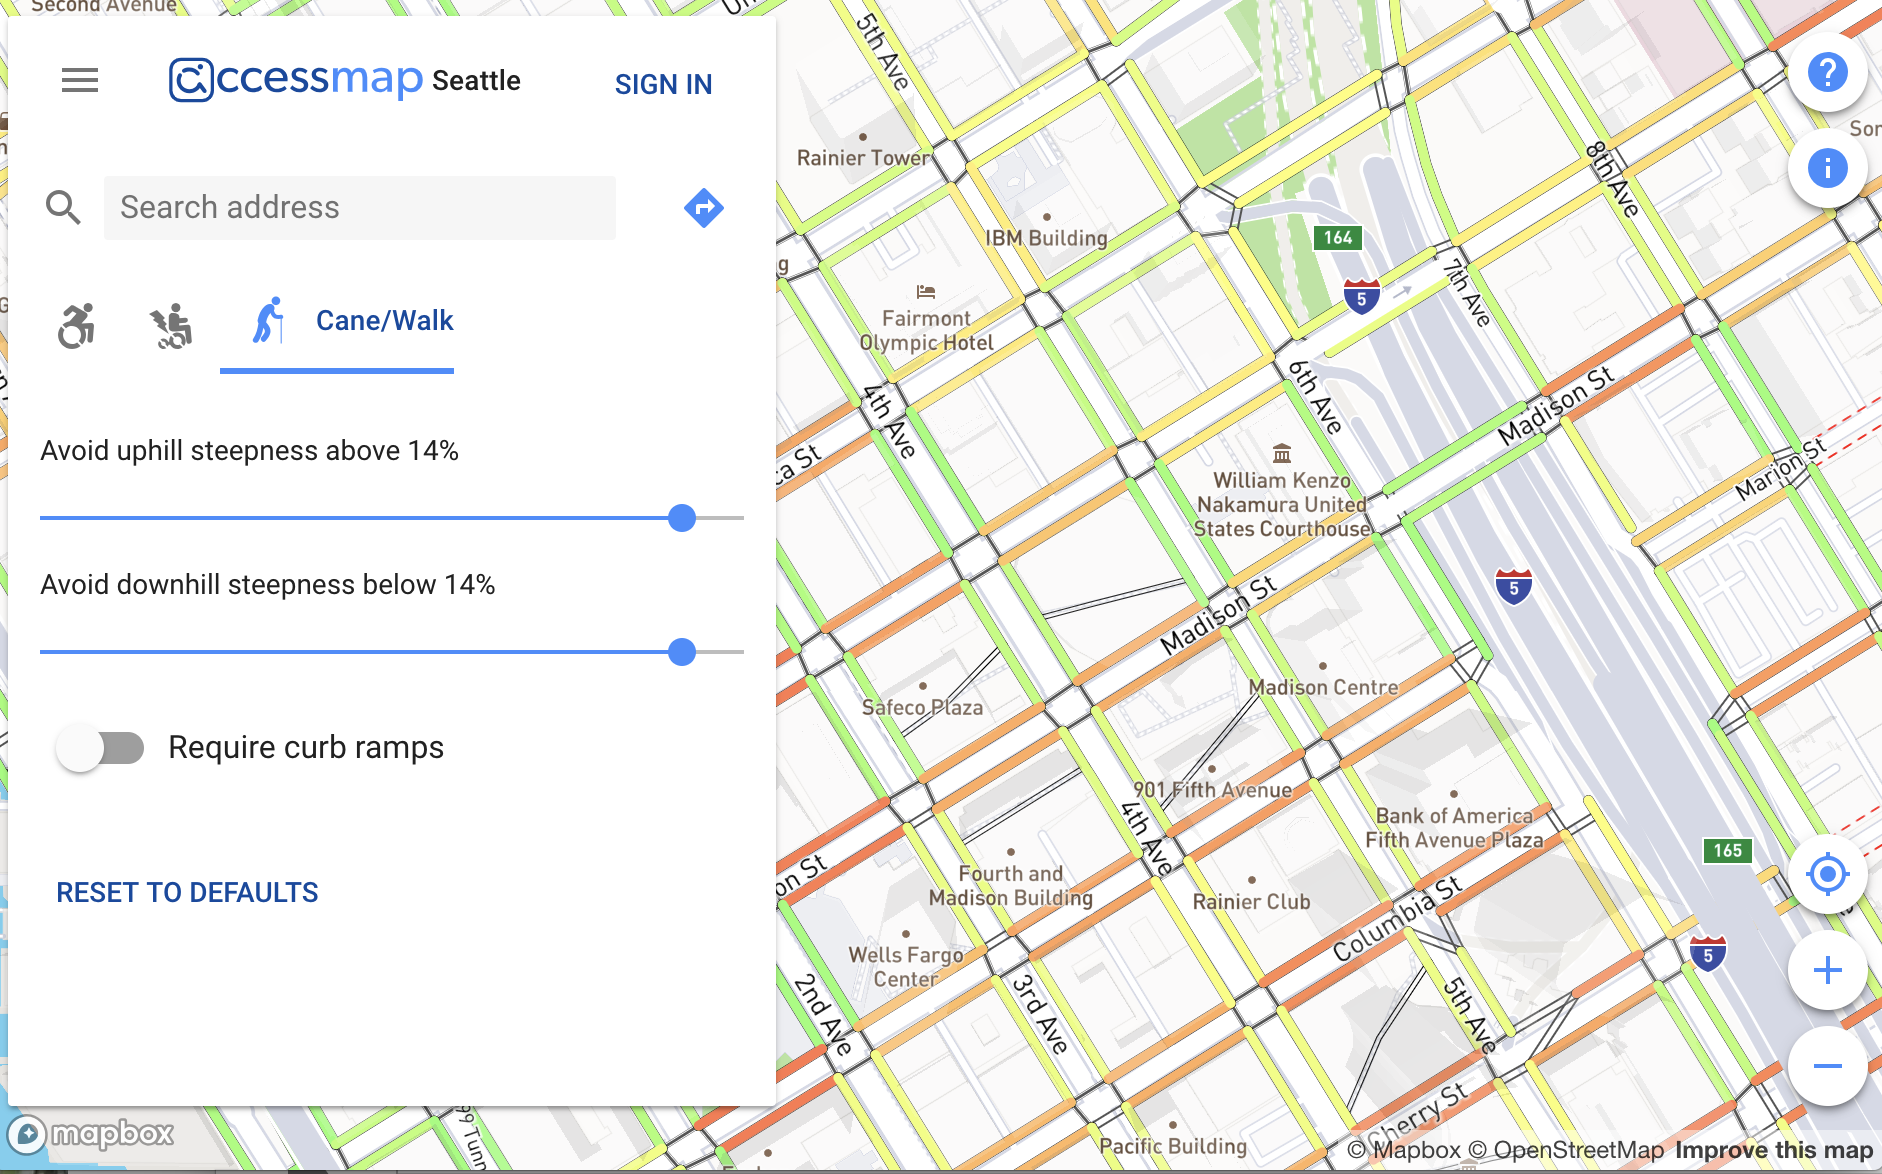 Second Avenue
accessmap Seattle
SIGN IN
Search address
Cane/Walk
Avoid uphill steepness above 14%
Avoid downhill steepness below 14%
Require curb ramps
RESET TO DEFAULTS
mapbox
5th Ave
Rainier Tower
IBM Building
Fairmont
Olympic Hotel
164
5
8th Ave
7th Ave
4th Ave
6th Ave
Madison St
Marion St
William Kenzo
Nakamura United
States Courthouse
5
Madison St
Madison Centre
Safeco Plaza
901 Fifth Avenue
4th Ave
Bank of America
Fifth Avenue Plaza
165
Fourth and
Madison Building
Rainier Club
Columbia St
Wells Fargo
Center
5
2nd Ave
3rd Ave
5th Ave
Cherry St
Pacific Building
© Mapbox © OpenStreetMap Improve this map